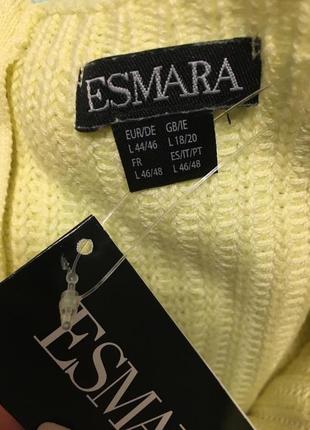 ESMARA
EUR/DE GB/IE
L 44/46 L 18/20
FR ES/IT/PT
L 46/48 L 46/48
ESMA